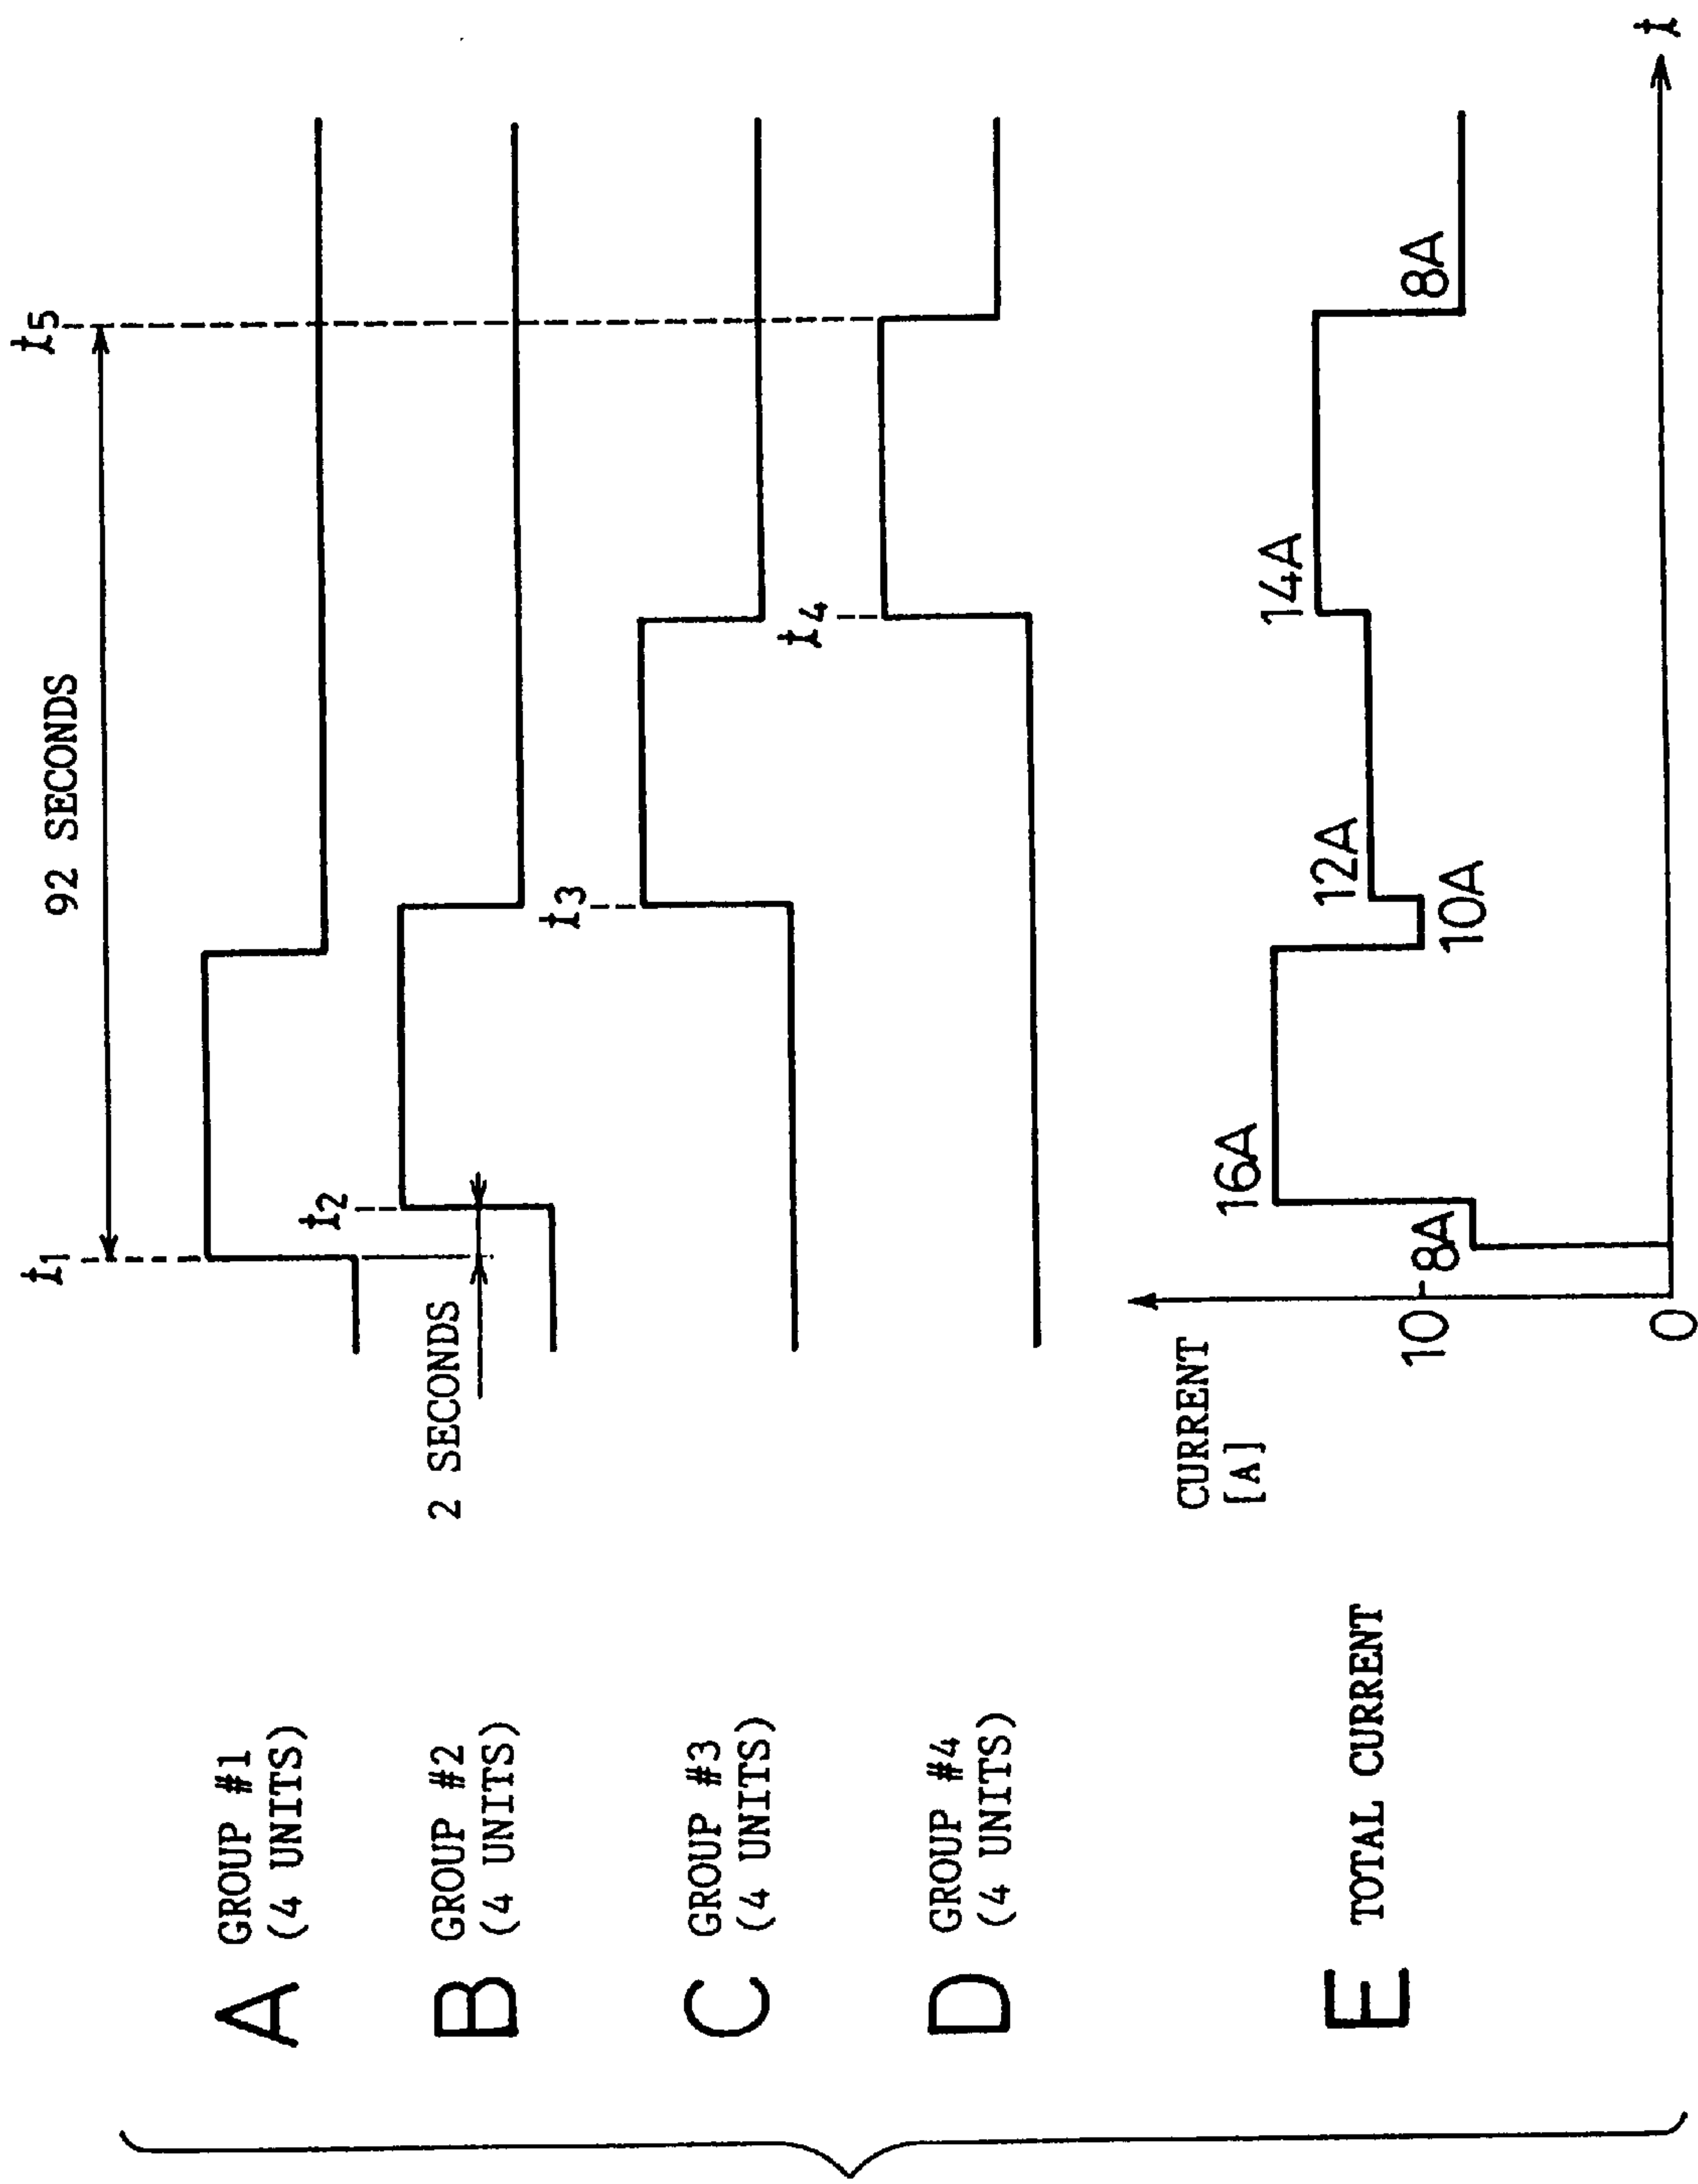 t1
92 SECONDS
t5
A GROUP #1
(4 UNITS)
t2
B GROUP #2
(4 UNITS)
2 SECONDS
t3
C GROUP #3
(4 UNITS)
t4
D GROUP #4
(4 UNITS)
CURRENT
[A]
16A
14A
E TOTAL CURRENT
12A
10
8A
10A
8A
0
t